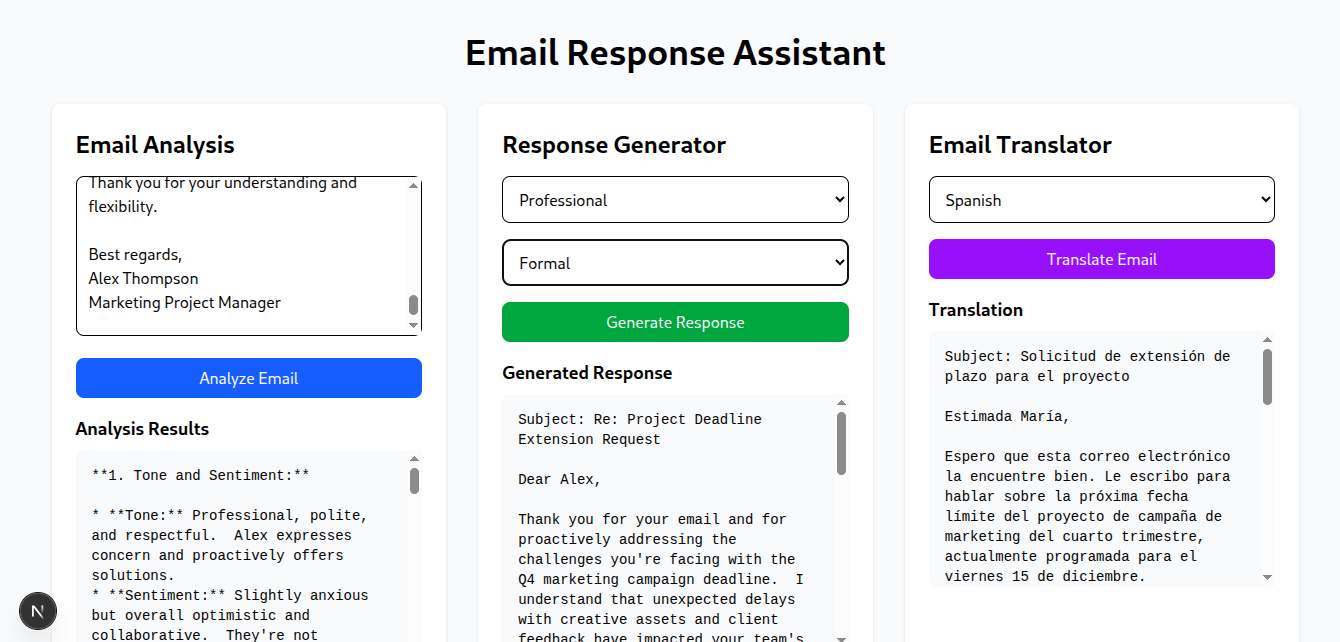 Email Response Assistant
Email Analysis
Thank you for your understanding and
flexibility.
Best regards,
Alex Thompson
Marketing Project Manager
Analyze Email
Analysis Results
**1. Tone and Sentiment:**
* **Tone:** Professional, polite,
and respectful.  Alex expresses
concern and proactively offers
solutions.
* **Sentiment:** Slightly anxious
but overall optimistic and
collaborative.  They're not
N
Response Generator
Professional
Formal
Generate Response
Generated Response
Subject: Re: Project Deadline
Extension Request
Dear Alex,
Thank you for your email and for
proactively addressing the
challenges you're facing with the
Q4 marketing campaign deadline.  I
understand that unexpected delays
with creative assets and client
feedback have impacted your team's
Email Translator
Spanish
Translate Email
Translation
Subject: Solicitud de extensión de
plazo para el proyecto
Estimada María,
Espero que esta correo electrónico
la encuentre bien. Le escribo para
hablar sobre la próxima fecha
límite del proyecto de campaña de
marketing del cuarto trimestre,
actualmente programada para el
viernes 15 de diciembre.